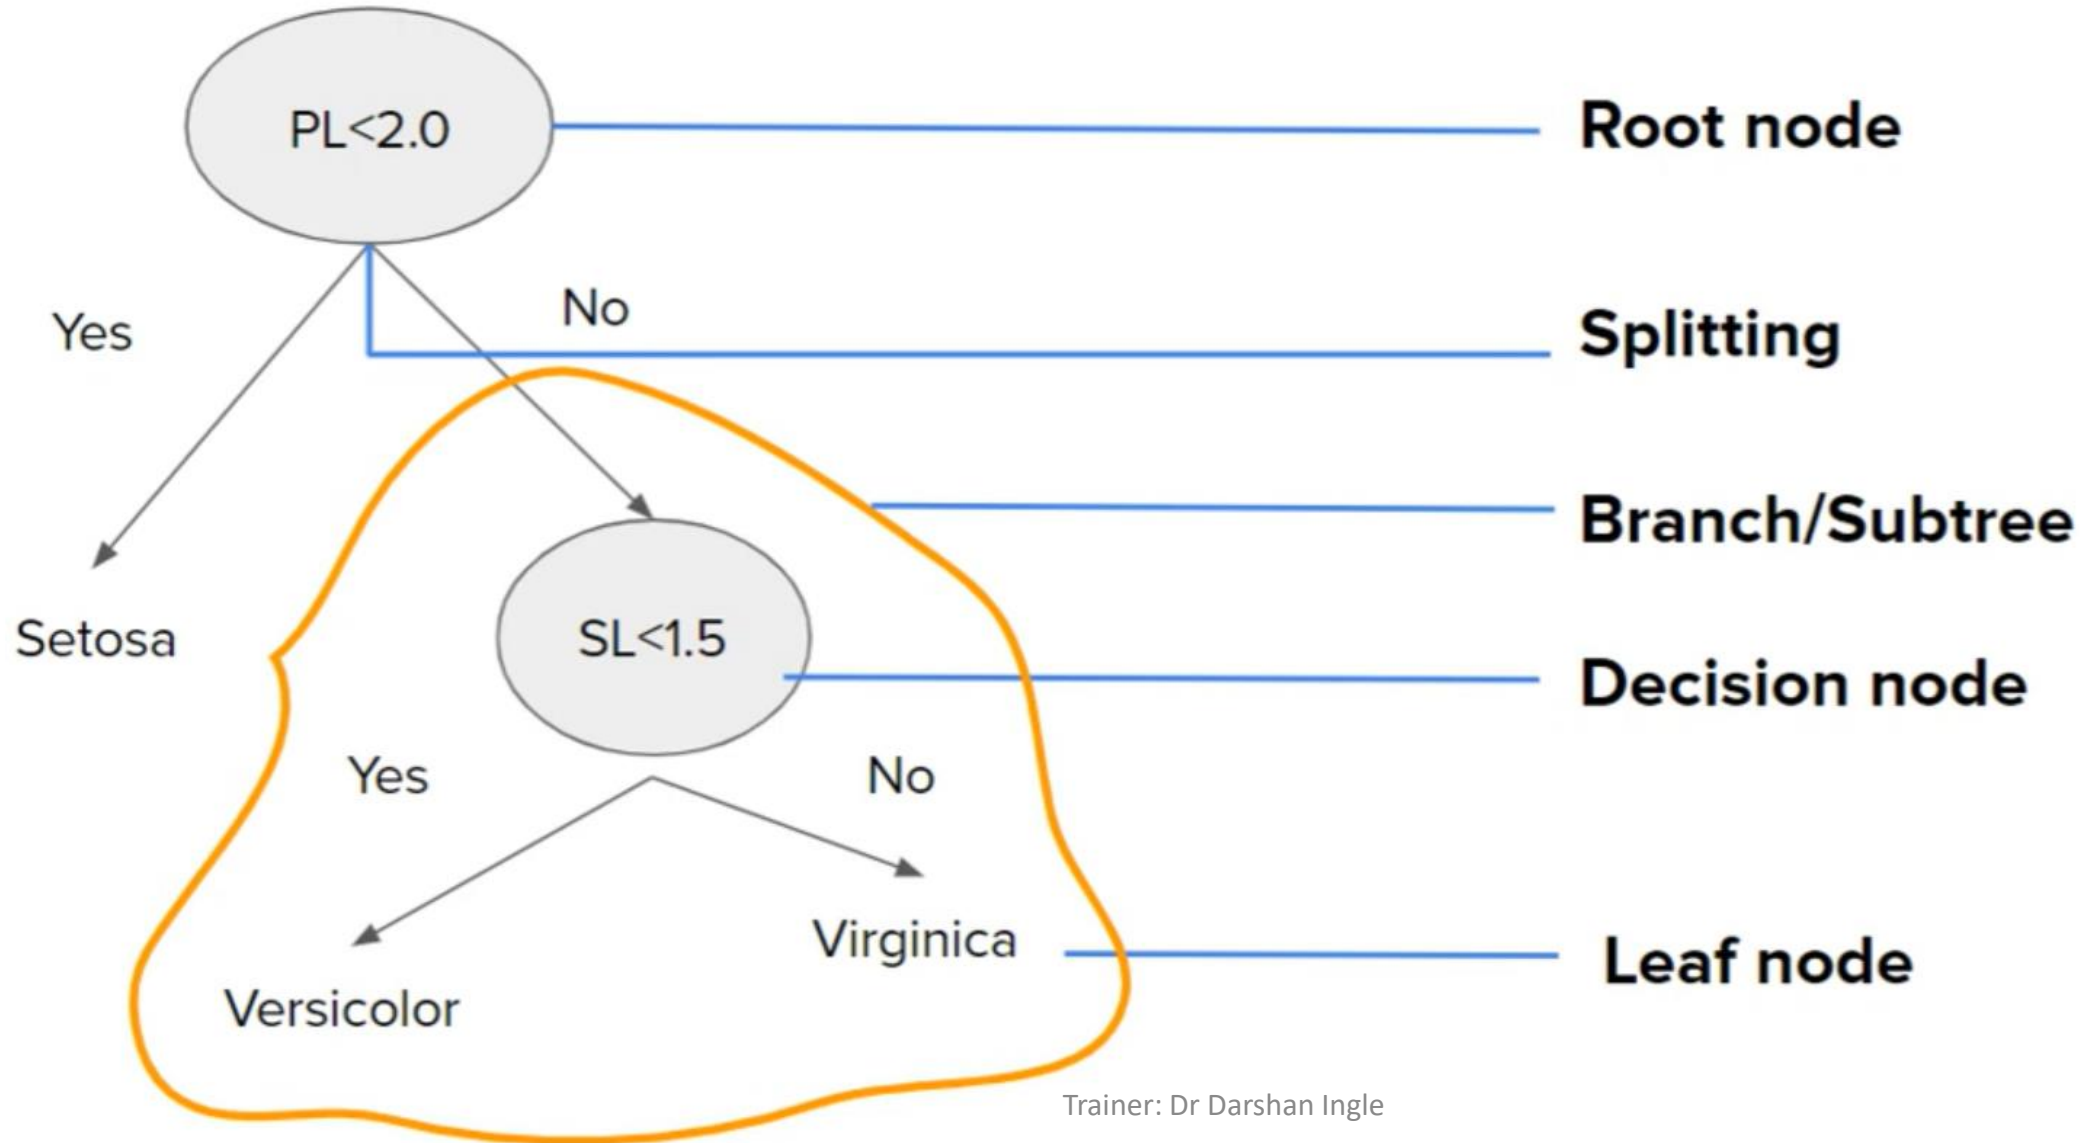 PL<2.0
Root node
No
Yes
Splitting
Branch/Subtree
Setosa
SL<1.5
Decision node
Yes
No
Virginica
Leaf node
Versicolor
Trainer: Dr Darshan Ingle